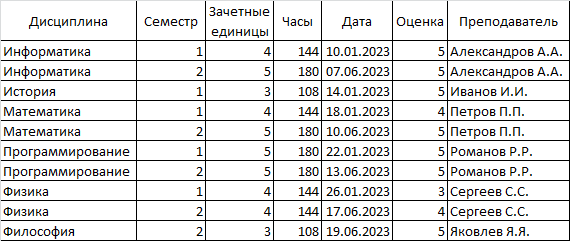 Дисциплина Семестр Зачетные единицы Часы Дата Оценка Преподаватель
Информатика 1 4 144 10.01.2023 5 Александров А.А.
Информатика 2 5 180 07.06.2023 5 Александров А.А.
История 1 3 108 14.01.2023 5 Иванов И.И.
Математика 1 4 144 18.01.2023 4 Петров П.П.
Математика 2 5 180 10.06.2023 5 Петров П.П.
Программирование 1 5 180 22.01.2023 5 Романов Р.Р.
Программирование 2 5 180 13.06.2023 5 Романов Р.Р.
Физика 1 4 144 26.01.2023 3 Сергеев С.С.
Физика 2 4 144 17.06.2023 4 Сергеев С.С.
Философия 2 3 108 19.06.2023 5 Яковлев Я.Я.